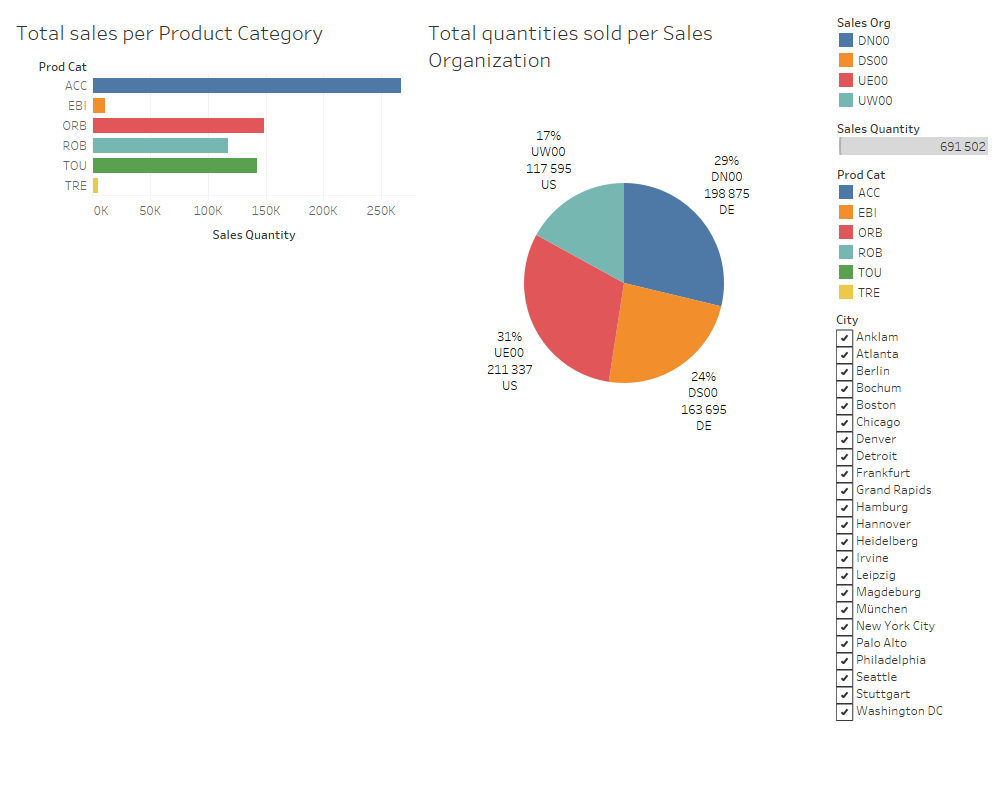 Total sales per Product Category
Prod Cat
ACC
EBI
ORB
ROB
TOU
TRE
0K 50K 100K 150K 200K 250K
Sales Quantity
Total quantities sold per Sales
Organization
17%
UW00
117 595
US
29%
DN00
198 875
DE
31%
UE00
211 337
US
24%
DS00
163 695
DE
Sales Org
DN00
DS00
UE00
UW00
Sales Quantity
691 502
Prod Cat
ACC
EBI
ORB
ROB
TOU
TRE
City
Anklam
Atlanta
Berlin
Bochum
Boston
Chicago
Denver
Detroit
Frankfurt
Grand Rapids
Hamburg
Hannover
Heidelberg
Irvine
Leipzig
Magdeburg
München
New York City
Palo Alto
Philadelphia
Seattle
Stuttgart
Washington DC